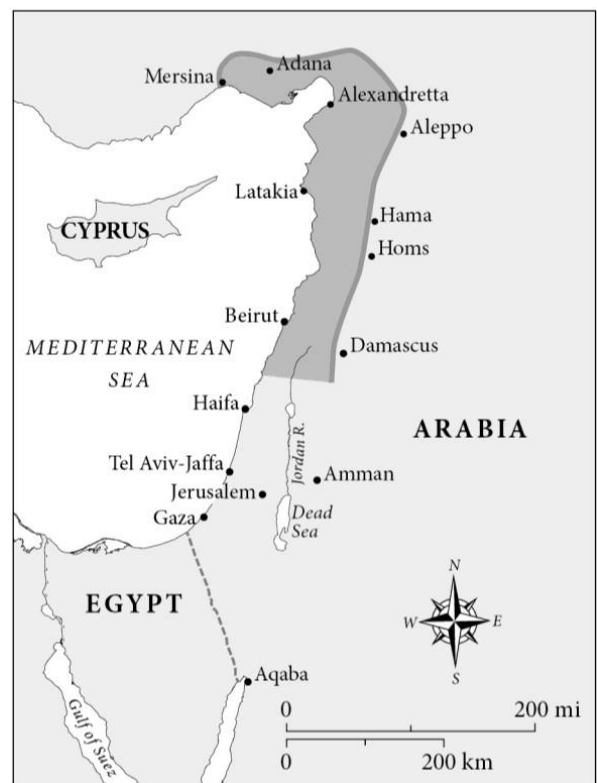 Adana
Mersina
Alexandretta
Aleppo
Latakia
Hama
CYPRUS
Homs
Beirut
MEDITERRANEAN
SEA
Damascus
Haifa
ARABIA
Jordan R.
Tel Aviv-Jaffa
Amman
Jerusalem
Gaza
Dead
Sea
EGYPT
N
W
E
S
Aqaba
Gulf of Suez
0
200 mi
0
200 km